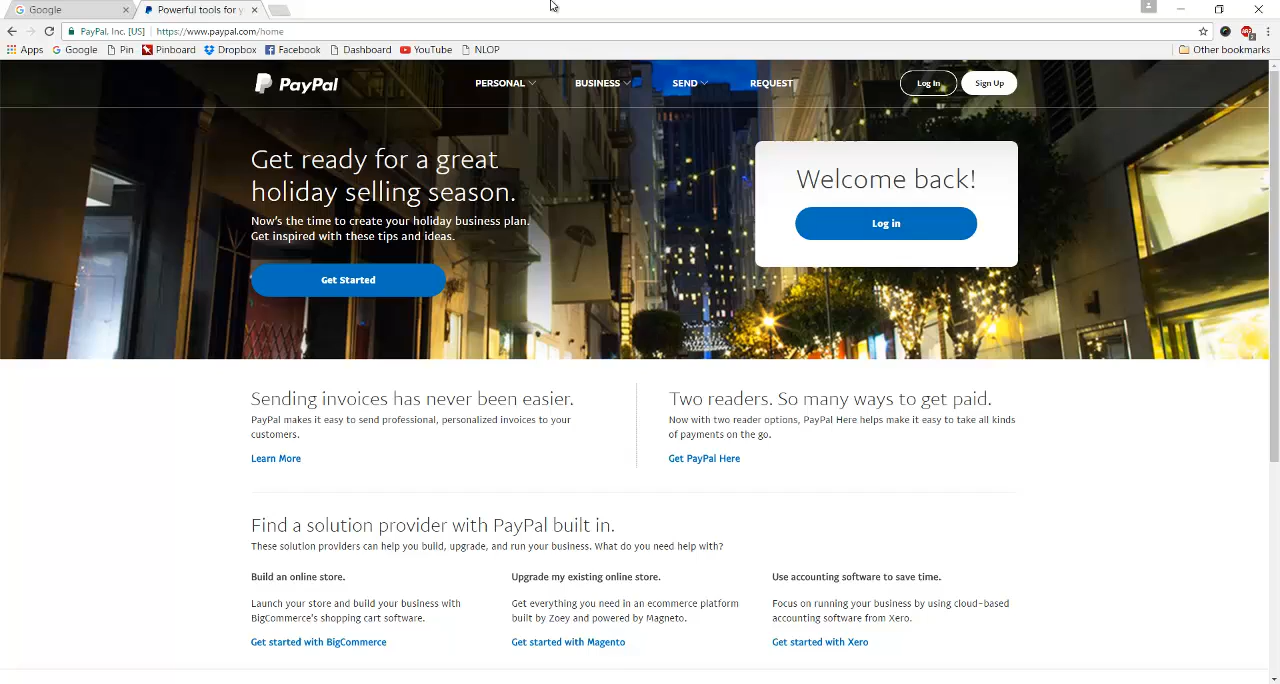 Google
Powerful tools for y
PayPal, Inc. [US]
https://www.paypal.com/home
Apps
Google
Pin
Pinboard
Dropbox
Facebook
Dashboard
YouTube
NLOP
Other bookmarks
PayPal
PERSONAL
BUSINESS
SEND
REQUEST
Log In
Sign Up
Get ready for a great
holiday selling season.
Now's the time to create your holiday business plan.
Get inspired with these tips and ideas.
Get Started
Welcome back!
Log in
Sending invoices has never been easier.
PayPal makes it easy to send professional, personalized invoices to your
customers.
Learn More
Two readers. So many ways to get paid.
Now with two reader options, PayPal Here helps make it easy to take all kinds
of payments on the go.
Get PayPal Here
Find a solution provider with PayPal built in.
These solution providers can help you build, upgrade, and run your business. What do you need help with?
Build an online store.
Launch your store and build your business with
BigCommerce's shopping cart software.
Get started with BigCommerce
Upgrade my existing online store.
Get everything you need in an ecommerce platform
built by Zoey and powered by Magneto.
Get started with Magento
Use accounting software to save time.
Focus on running your business by using cloud-based
accounting software from Xero.
Get started with Xero